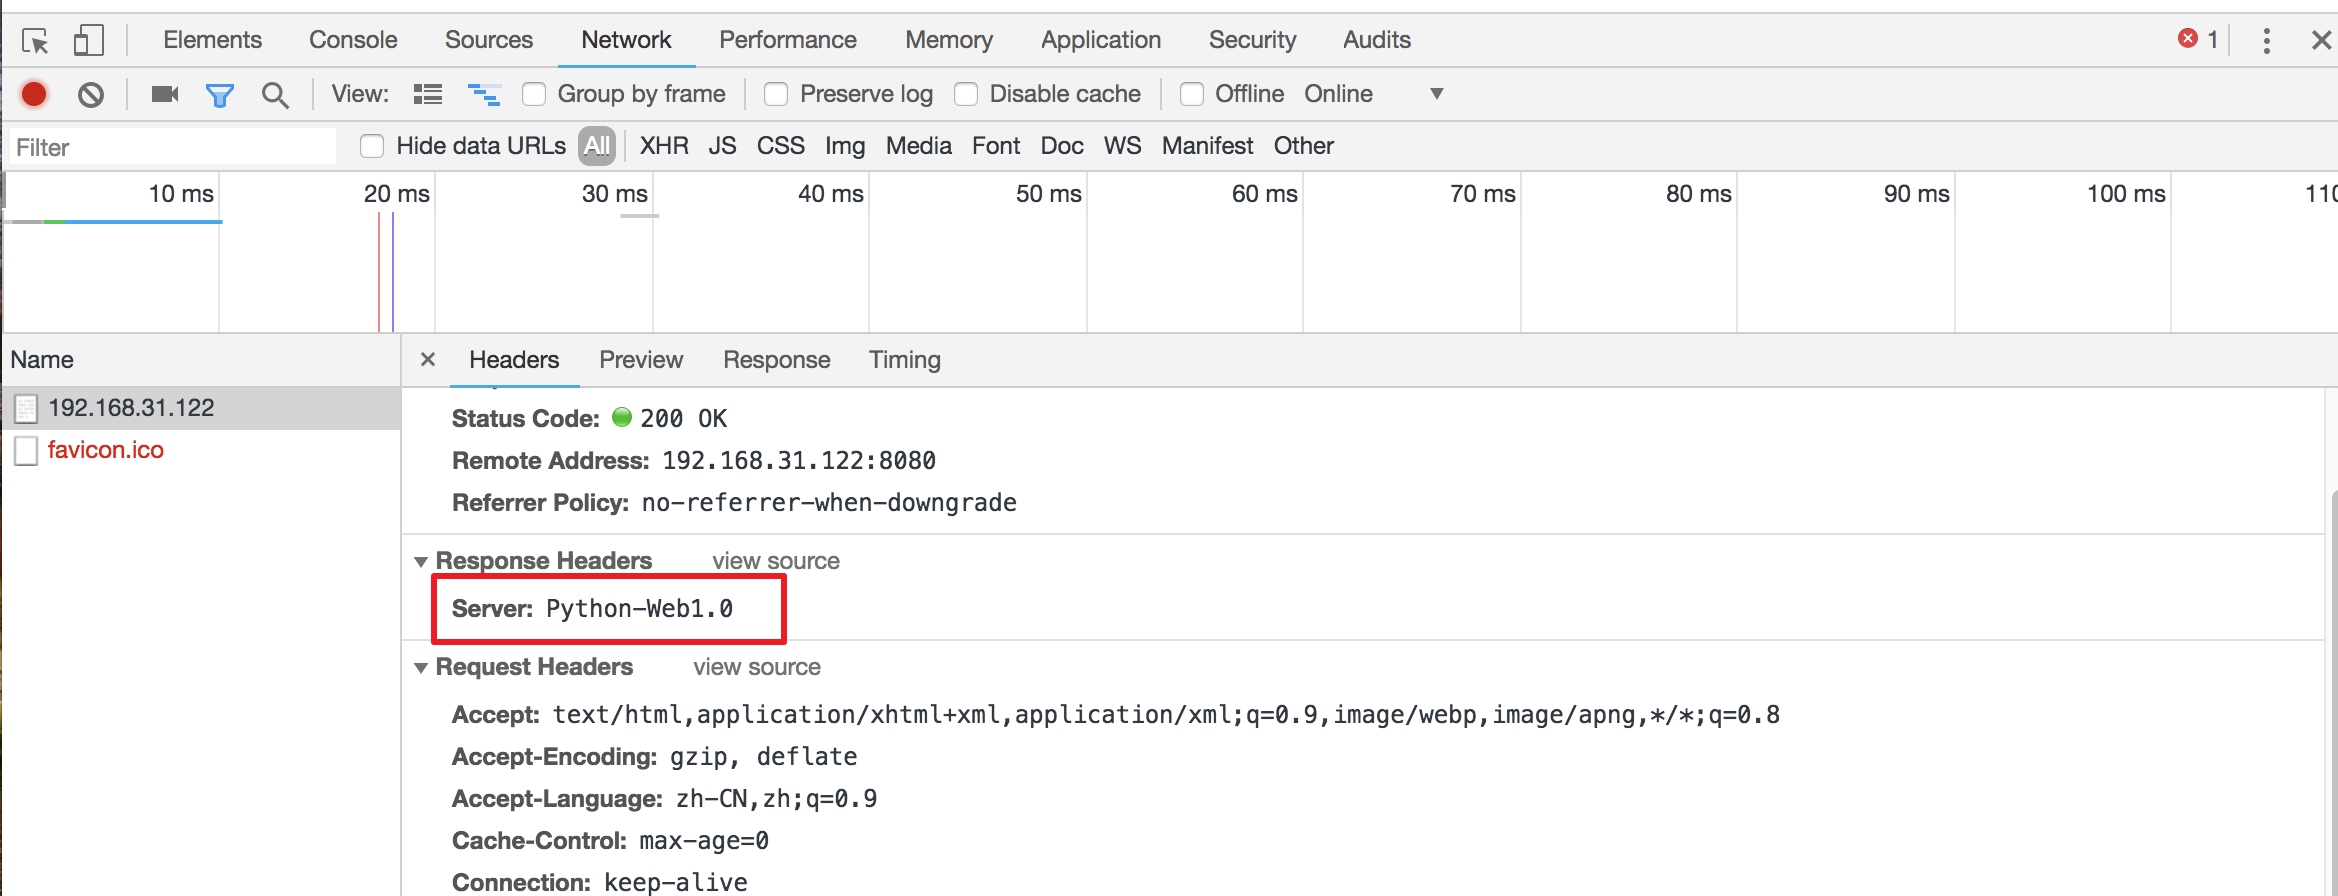 Elements Console Sources Network Performance Memory Application Security Audits 1
View: Group by frame Preserve log Disable cache Offline Online
Filter Hide data URLs All XHR JS CSS Img Media Font Doc WS Manifest Other
10 ms 20 ms 30 ms 40 ms 50 ms 60 ms 70 ms 80 ms 90 ms 100 ms 110
Name Headers Preview Response Timing
192.168.31.122
favicon.ico
Status Code: 200 OK
Remote Address: 192.168.31.122:8080
Referrer Policy: no-referrer-when-downgrade
Response Headers view source
Server: Python-Web1.0
Request Headers view source
Accept: text/html,application/xhtml+xml,application/xml;q=0.9,image/webp,image/apng,*/*;q=0.8
Accept-Encoding: gzip, deflate
Accept-Language: zh-CN,zh;q=0.9
Cache-Control: max-age=0
Connection: keep-alive